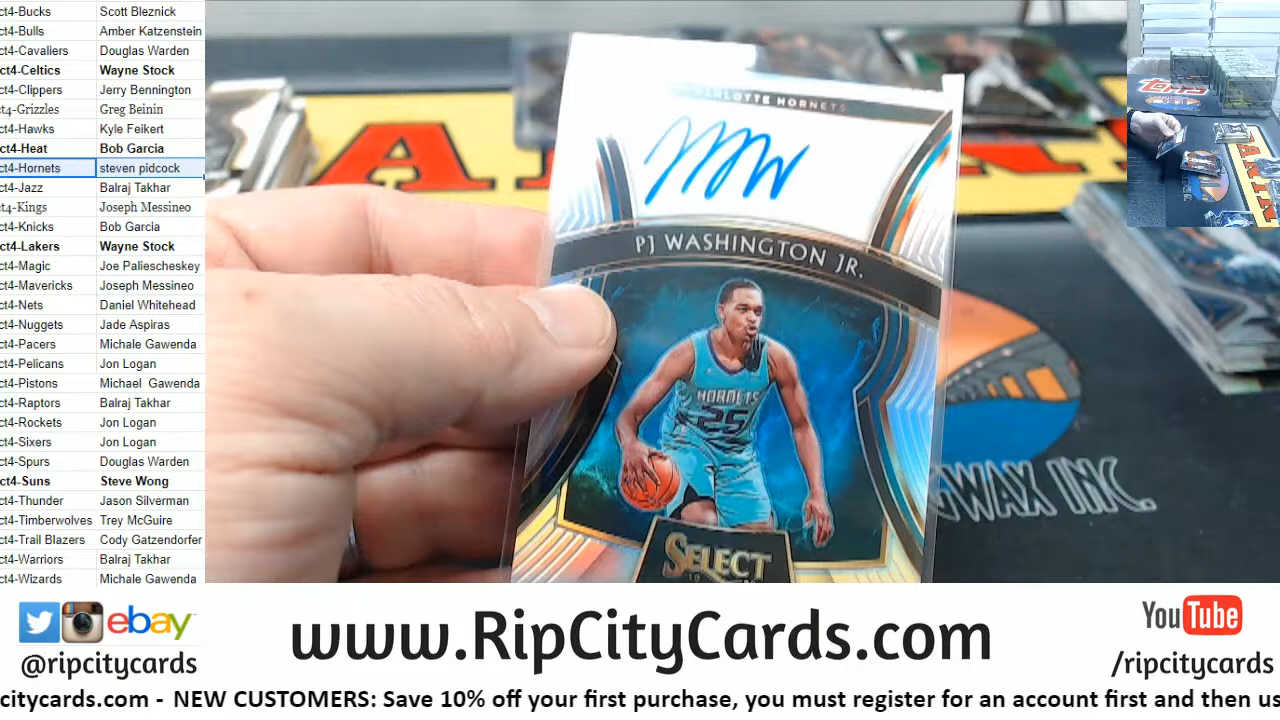 ct4-Bucks Scott Bleznick
ct4-Bulls Amber Katzenstein
ct4-Cavaliers Douglas Warden
ct4-Celtics Wayne Stock
ct4-Clippers Jerry Bennington
ct4-Grizzles Greg Beinin
ct4-Hawks Kyle Feikert
ct4-Heat Bob Garcia
ct4-Hornets steven pidcock
ct4-Jazz Balraj Takhar
ct4-Kings Joseph Messineo
ct4-Knicks Bob Garcia
ct4-Lakers Wayne Stock
ct4-Magic Joe Paliescheskey
ct4-Mavericks Joseph Messineo
ct4-Nets Daniel Whitehead
ct4-Nuggets Jade Aspiras
ct4-Pacers Michale Gawenda
ct4-Pelicans Jon Logan
ct4-Pistons Michael Gawenda
ct4-Raptors Balraj Takhar
ct4-Rockets Jon Logan
ct4-Sixers Jon Logan
ct4-Spurs Douglas Warden
ct4-Suns Steve Wong
ct4-Thunder Jason Silverman
ct4-Timberwolves Trey McGuire
ct4-Trail Blazers Cody Gatzendorfer
ct4-Warriors Balraj Takhar
ct4-Wizards Michale Gawenda
CHARLOTTE HORNETS
PJ WASHINGTON JR.
HORNETS
25
SELECT
GWAX INC.
TOPPS
PANINI
ebay
@ripcitycards
www.RipCityCards.com
YouTube
/ripcitycards
citycards.com - NEW CUSTOMERS: Save 10% off your first purchase, you must register for an account first and then us